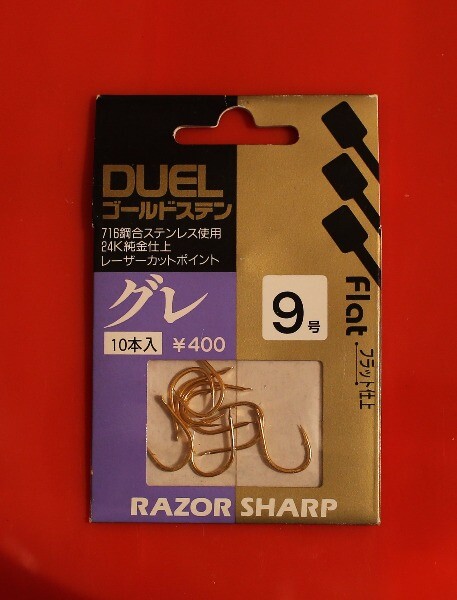 DUEL
ゴールドステン
716鋼合ステンレス使用
24K純金仕上
レーザーカットポイント
グレ
10本入 ¥400
9号
Flat
フラット仕上
RAZOR SHARP